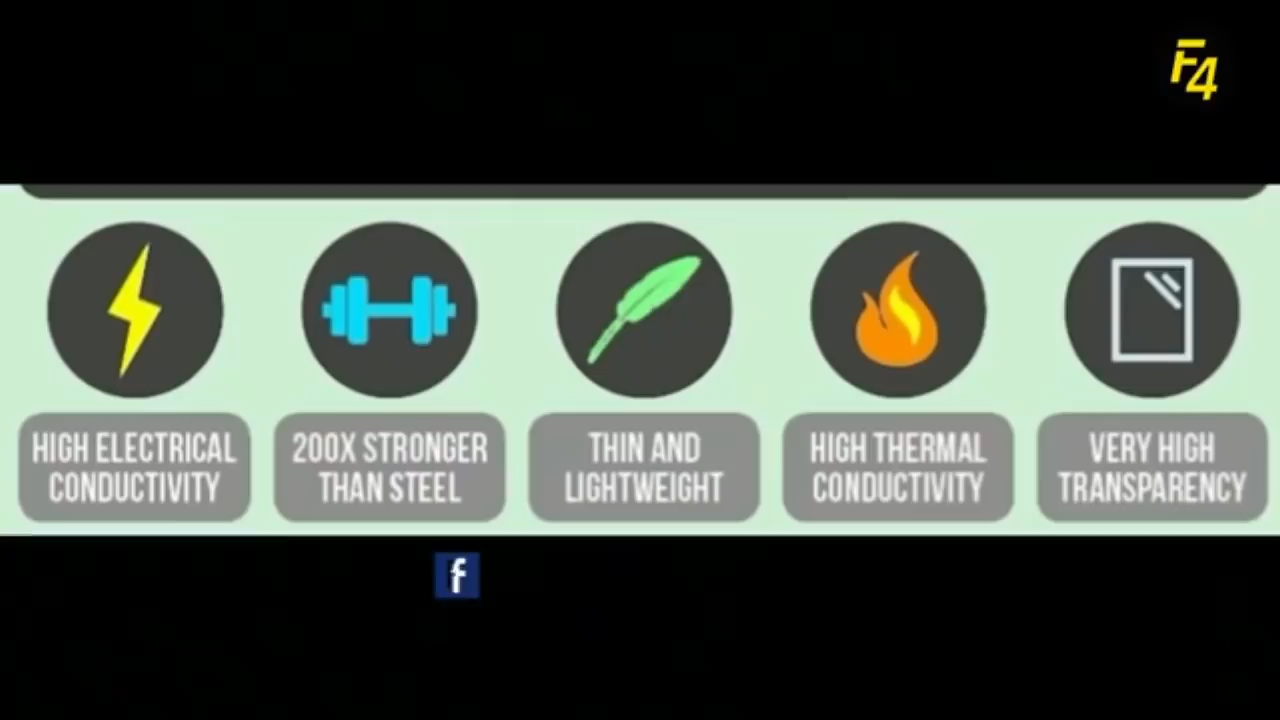 F4
HIGH ELECTRICAL
CONDUCTIVITY
200X STRONGER
THAN STEEL
THIN AND
LIGHTWEIGHT
HIGH THERMAL
CONDUCTIVITY
VERY HIGH
TRANSPARENCY
f